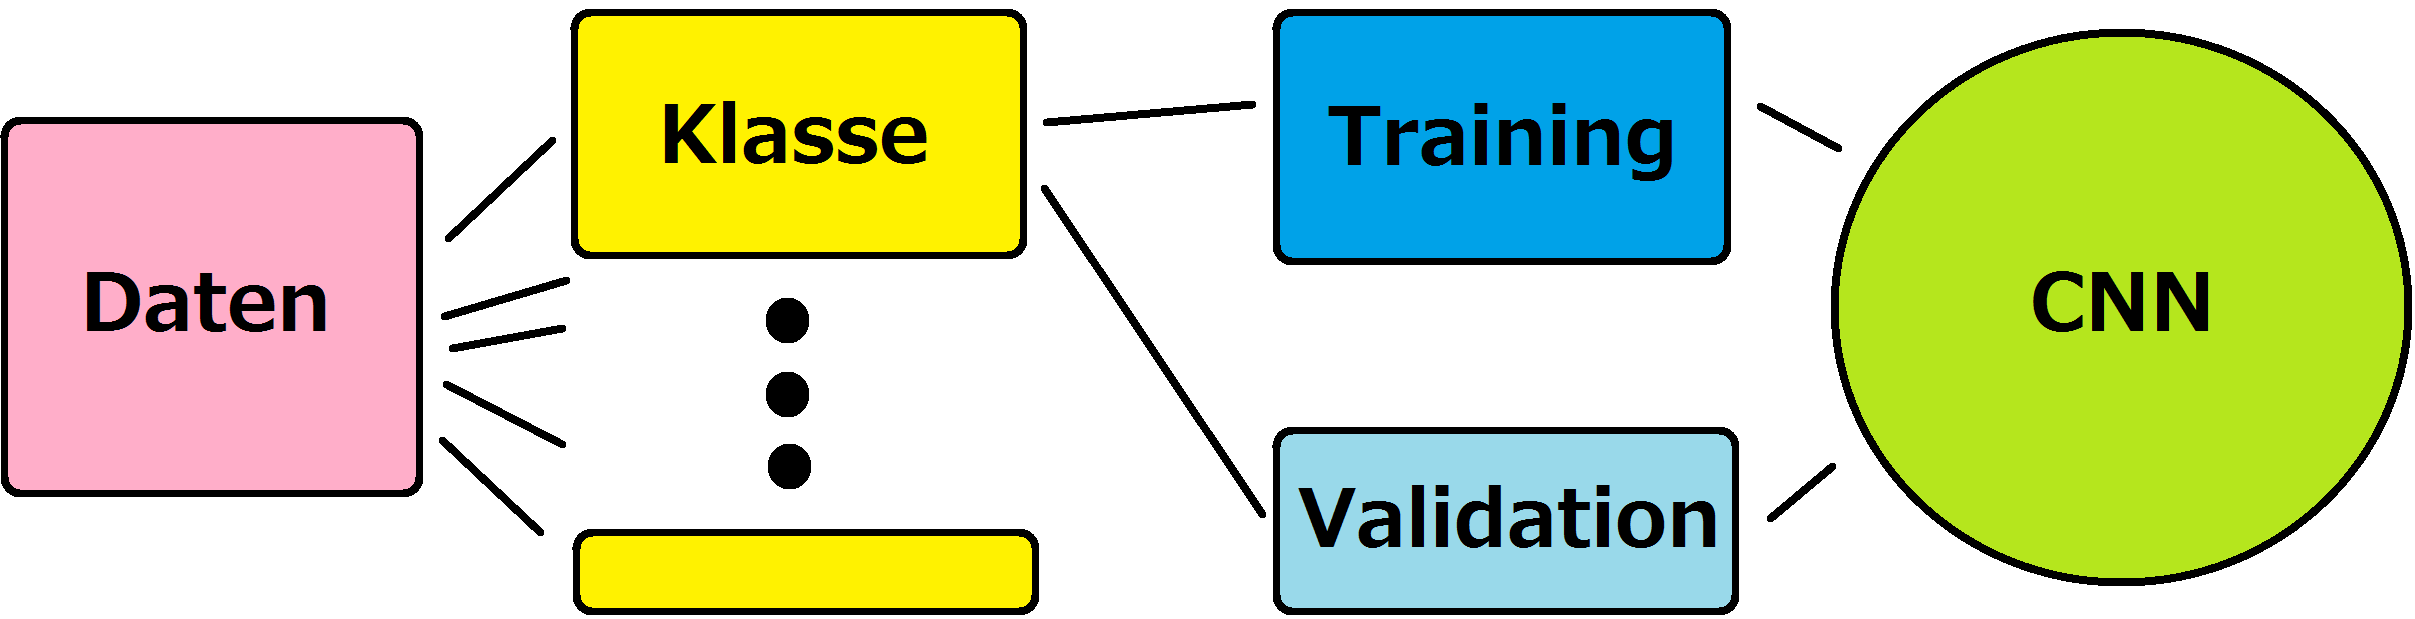 Daten
Klasse
Training
Validation
CNN